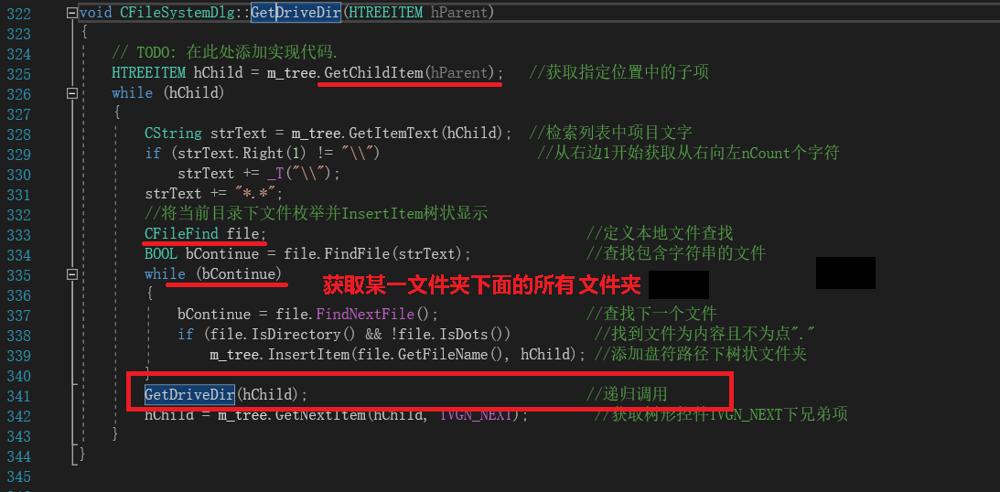 322 void CFileSystemDlg::GetDriveDir(HTREEITEM hParent)
323 {
324 // TODO: 在此处添加实现代码.
325 HTREEITEM hChild = m_tree.GetChildItem(hParent); //获取指定位置中的子项
326 while (hChild)
327 {
328 CString strText = m_tree.GetItemText(hChild); //检索列表中项目文字
329 if (strText.Right(1) != "\\") //从右边1开始获取从右向左nCount个字符
330 strText += _T("\\");
331 strText += "*.*";
332 //将当前目录下文件枚举并InsertItem树状显示
333 CFileFind file; //定义本地文件查找
334 BOOL bContinue = file.FindFile(strText); //查找包含字符串的文件
335 while (bContinue) 获取某一文件夹下面的所有 文件夹
336 {
337 bContinue = file.FindNextFile(); //查找下一个文件
338 if (file.IsDirectory() && !file.IsDots()) //找到文件为内容且不为点"."
339 m_tree.InsertItem(file.GetFileName(), hChild); //添加盘符路径下树状文件夹
340 }
341 GetDriveDir(hChild); //递归调用
342 hChild = m_tree.GetNextItem(hChild, TVGN_NEXT); //获取树形控件TVGN_NEXT下兄弟项
343 }
344 }
345